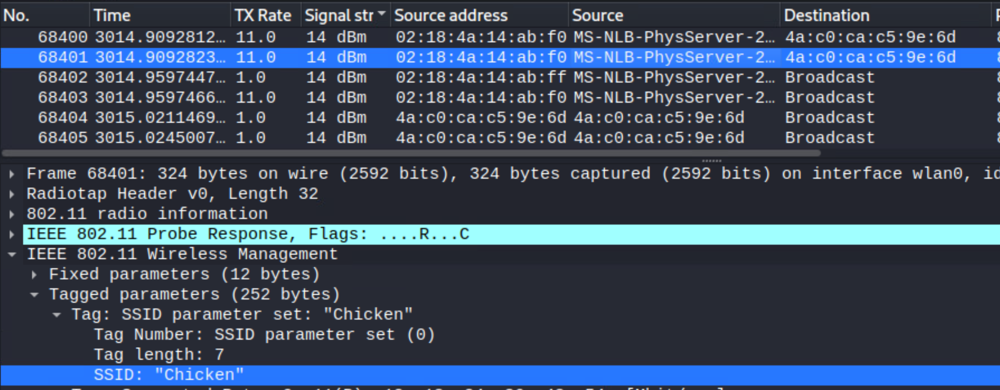 No. Time TX Rate Signal str Source address Source Destination
68400 3014.9092812… 11.0 14 dBm 02:18:4a:14:ab:f0 MS-NLB-PhysServer-2… 4a:c0:ca:c5:9e:6d
68401 3014.9092823… 11.0 14 dBm 02:18:4a:14:ab:f0 MS-NLB-PhysServer-2… 4a:c0:ca:c5:9e:6d
68402 3014.9597447… 1.0 14 dBm 02:18:4a:14:ab:ff MS-NLB-PhysServer-2… Broadcast
68403 3014.9597466… 11.0 14 dBm 02:18:4a:14:ab:f0 MS-NLB-PhysServer-2… Broadcast
68404 3015.0211469… 1.0 14 dBm 4a:c0:ca:c5:9e:6d 4a:c0:ca:c5:9e:6d Broadcast
68405 3015.0245007… 1.0 14 dBm 4a:c0:ca:c5:9e:6d 4a:c0:ca:c5:9e:6d Broadcast
Frame 68401: 324 bytes on wire (2592 bits), 324 bytes captured (2592 bits) on interface wlan0, id
Radiotap Header v0, Length 32
802.11 radio information
IEEE 802.11 Probe Response, Flags: ....R...C
IEEE 802.11 Wireless Management
Fixed parameters (12 bytes)
Tagged parameters (252 bytes)
Tag: SSID parameter set: "Chicken"
Tag Number: SSID parameter set (0)
Tag length: 7
SSID: "Chicken"